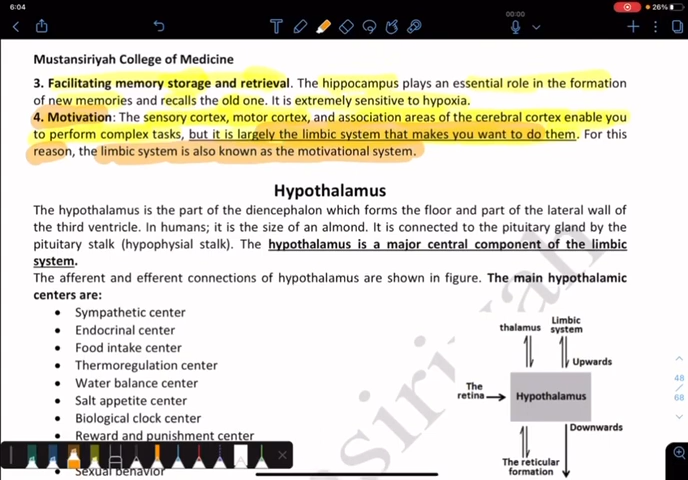 6:04
26%
00:00
Mustansiriyah College of Medicine
3. Facilitating memory storage and retrieval. The hippocampus plays an essential role in the formation
of new memories and recalls the old one. It is extremely sensitive to hypoxia.
4. Motivation: The sensory cortex, motor cortex, and association areas of the cerebral cortex enable you
to perform complex tasks, but it is largely the limbic system that makes you want to do them. For this
reason, the limbic system is also known as the motivational system.
Hypothalamus
The hypothalamus is the part of the diencephalon which forms the floor and part of the lateral wall of
the third ventricle. In humans; it is the size of an almond. It is connected to the pituitary gland by the
pituitary stalk (hypophysial stalk). The hypothalamus is a major central component of the limbic
system.
The afferent and efferent connections of hypothalamus are shown in figure. The main hypothalamic
centers are:
• Sympathetic center
• Endocrinal center
• Food intake center
• Thermoregulation center
• Water balance center
• Salt appetite center
• Biological clock center
• Reward and punishment center
Sexual behavior
thalamus
Limbic
system
Upwards
The
retina
Hypothalamus
Downwards
The reticular
formation
48
/
68